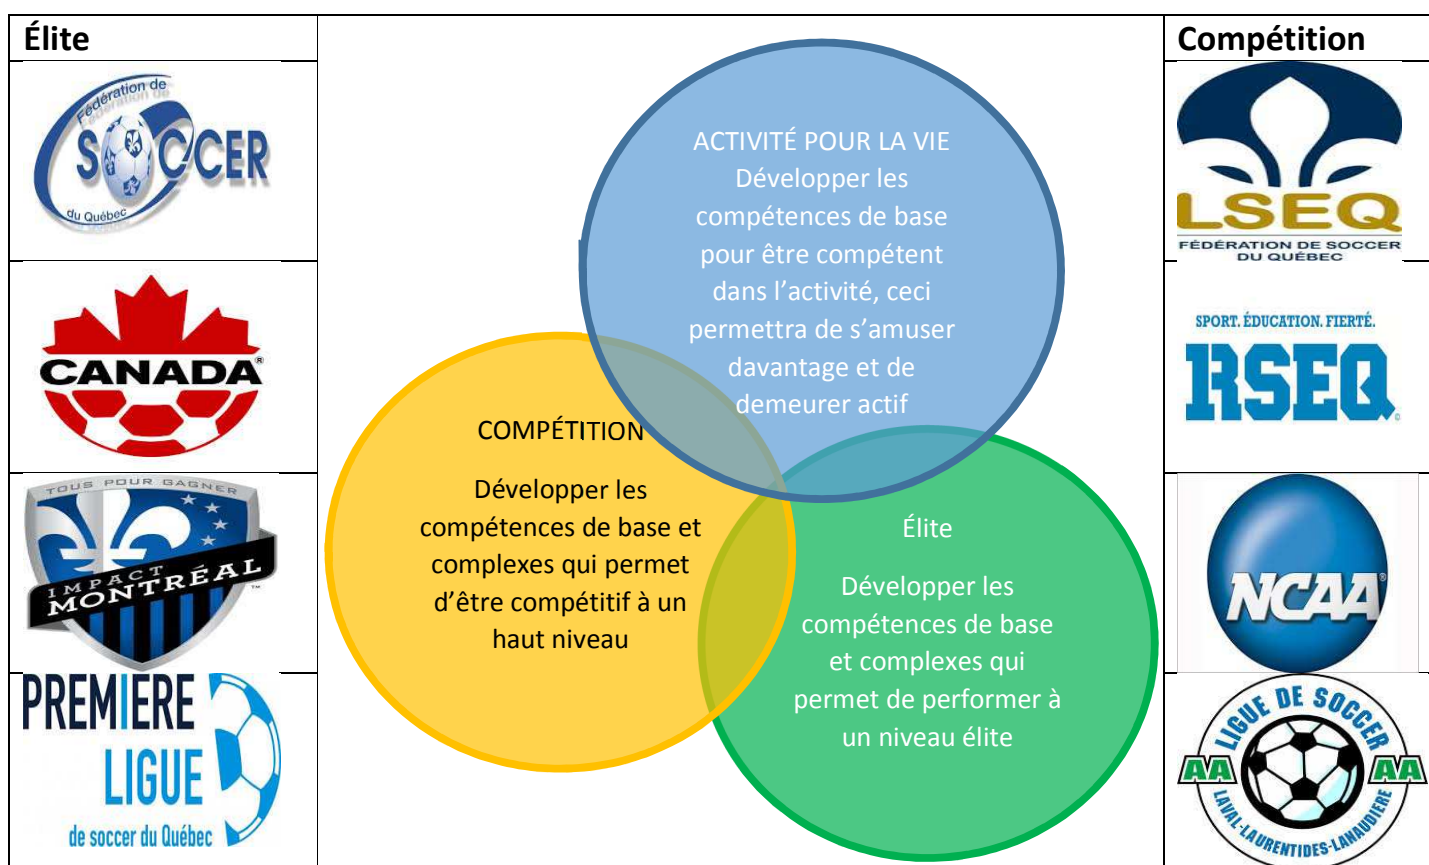 Élite
Fédération de
SOCCER
du Québec
CANADA
TOUS POUR GAGNER
IMPACT
MONTRÉAL
PREMIERE
LIGUE
de soccer du Québec
ACTIVITÉ POUR LA VIE
Développer les
compétences de base
pour être compétent
dans l’activité, ceci
permettra de s’amuser
davantage et de
demeurer actif
COMPÉTITION
Développer les
compétences de base et
complexes qui permet
d’être compétitif à un
haut niveau
Élite
Développer les
compétences de base
et complexes qui
permet de performer à
un niveau élite
Compétition
LSEQ
FÉDÉRATION DE SOCCER
DU QUÉBEC
SPORT. ÉDUCATION. FIERTÉ.
RSEQ
NCAA
LIGUE DE SOCCER
AA AA
LAVAL-LAURENTIDES-LANAUDIERE